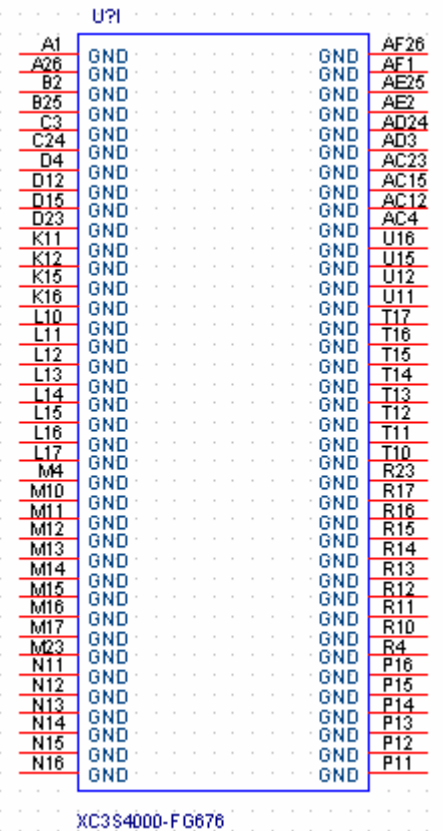 U?I
A1 GND GND AF26
A26 GND GND AF1
B2 GND GND AE25
B25 GND GND AE2
C3 GND GND AD24
C24 GND GND AD3
D4 GND GND AC23
D12 GND GND AC15
D15 GND GND AC12
D23 GND GND AC4
K11 GND GND U16
K12 GND GND U15
K15 GND GND U12
K16 GND GND U11
L10 GND GND T17
L11 GND GND T16
L12 GND GND T15
L13 GND GND T14
L14 GND GND T13
L15 GND GND T12
L16 GND GND T11
L17 GND GND T10
M4 GND GND R23
M10 GND GND R17
M11 GND GND R16
M12 GND GND R15
M13 GND GND R14
M14 GND GND R13
M15 GND GND R12
M16 GND GND R11
M17 GND GND R10
M23 GND GND R4
N11 GND GND P16
N12 GND GND P15
N13 GND GND P14
N14 GND GND P13
N15 GND GND P12
N16 GND GND P11
XC3S4000-FG676